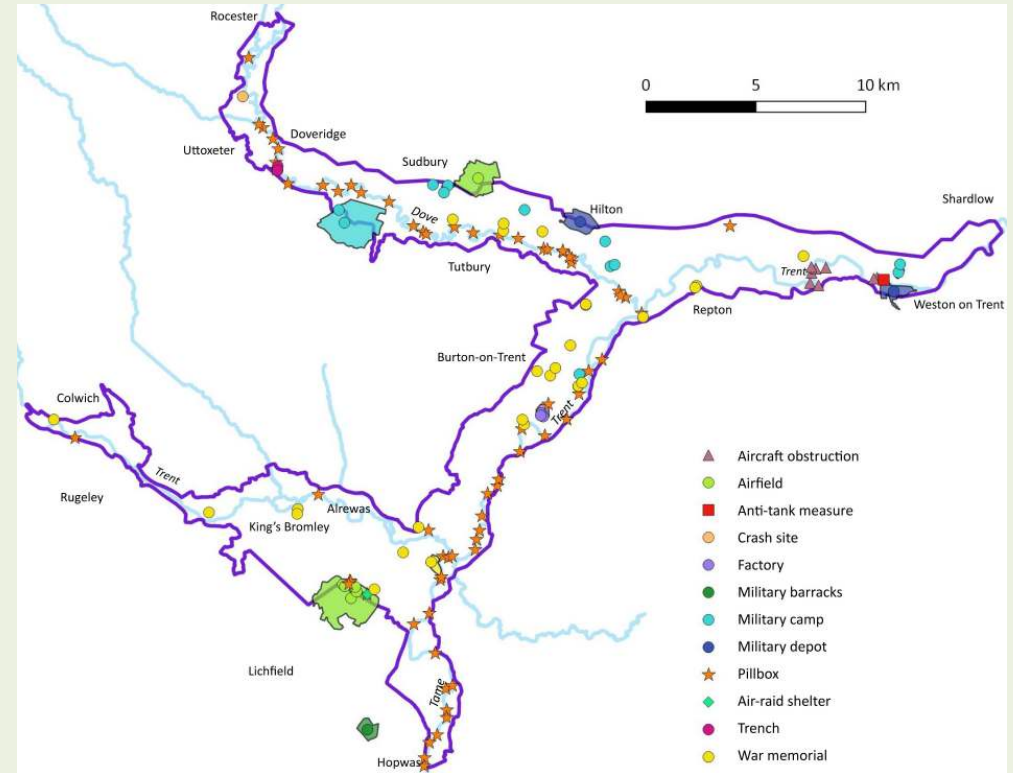 Rocester
0 5 10 km
Doveridge
Uttoxeter
Sudbury
Shardlow
Hilton
Dove
Tutbury
Trent
Weston on Trent
Repton
Burton-on-Trent
Colwich
Trent
Trent
Rugeley
Alrewas
King's Bromley
Lichfield
Tame
Hopwas
Aircraft obstruction
Airfield
Anti-tank measure
Crash site
Factory
Military barracks
Military camp
Military depot
Pillbox
Air-raid shelter
Trench
War memorial